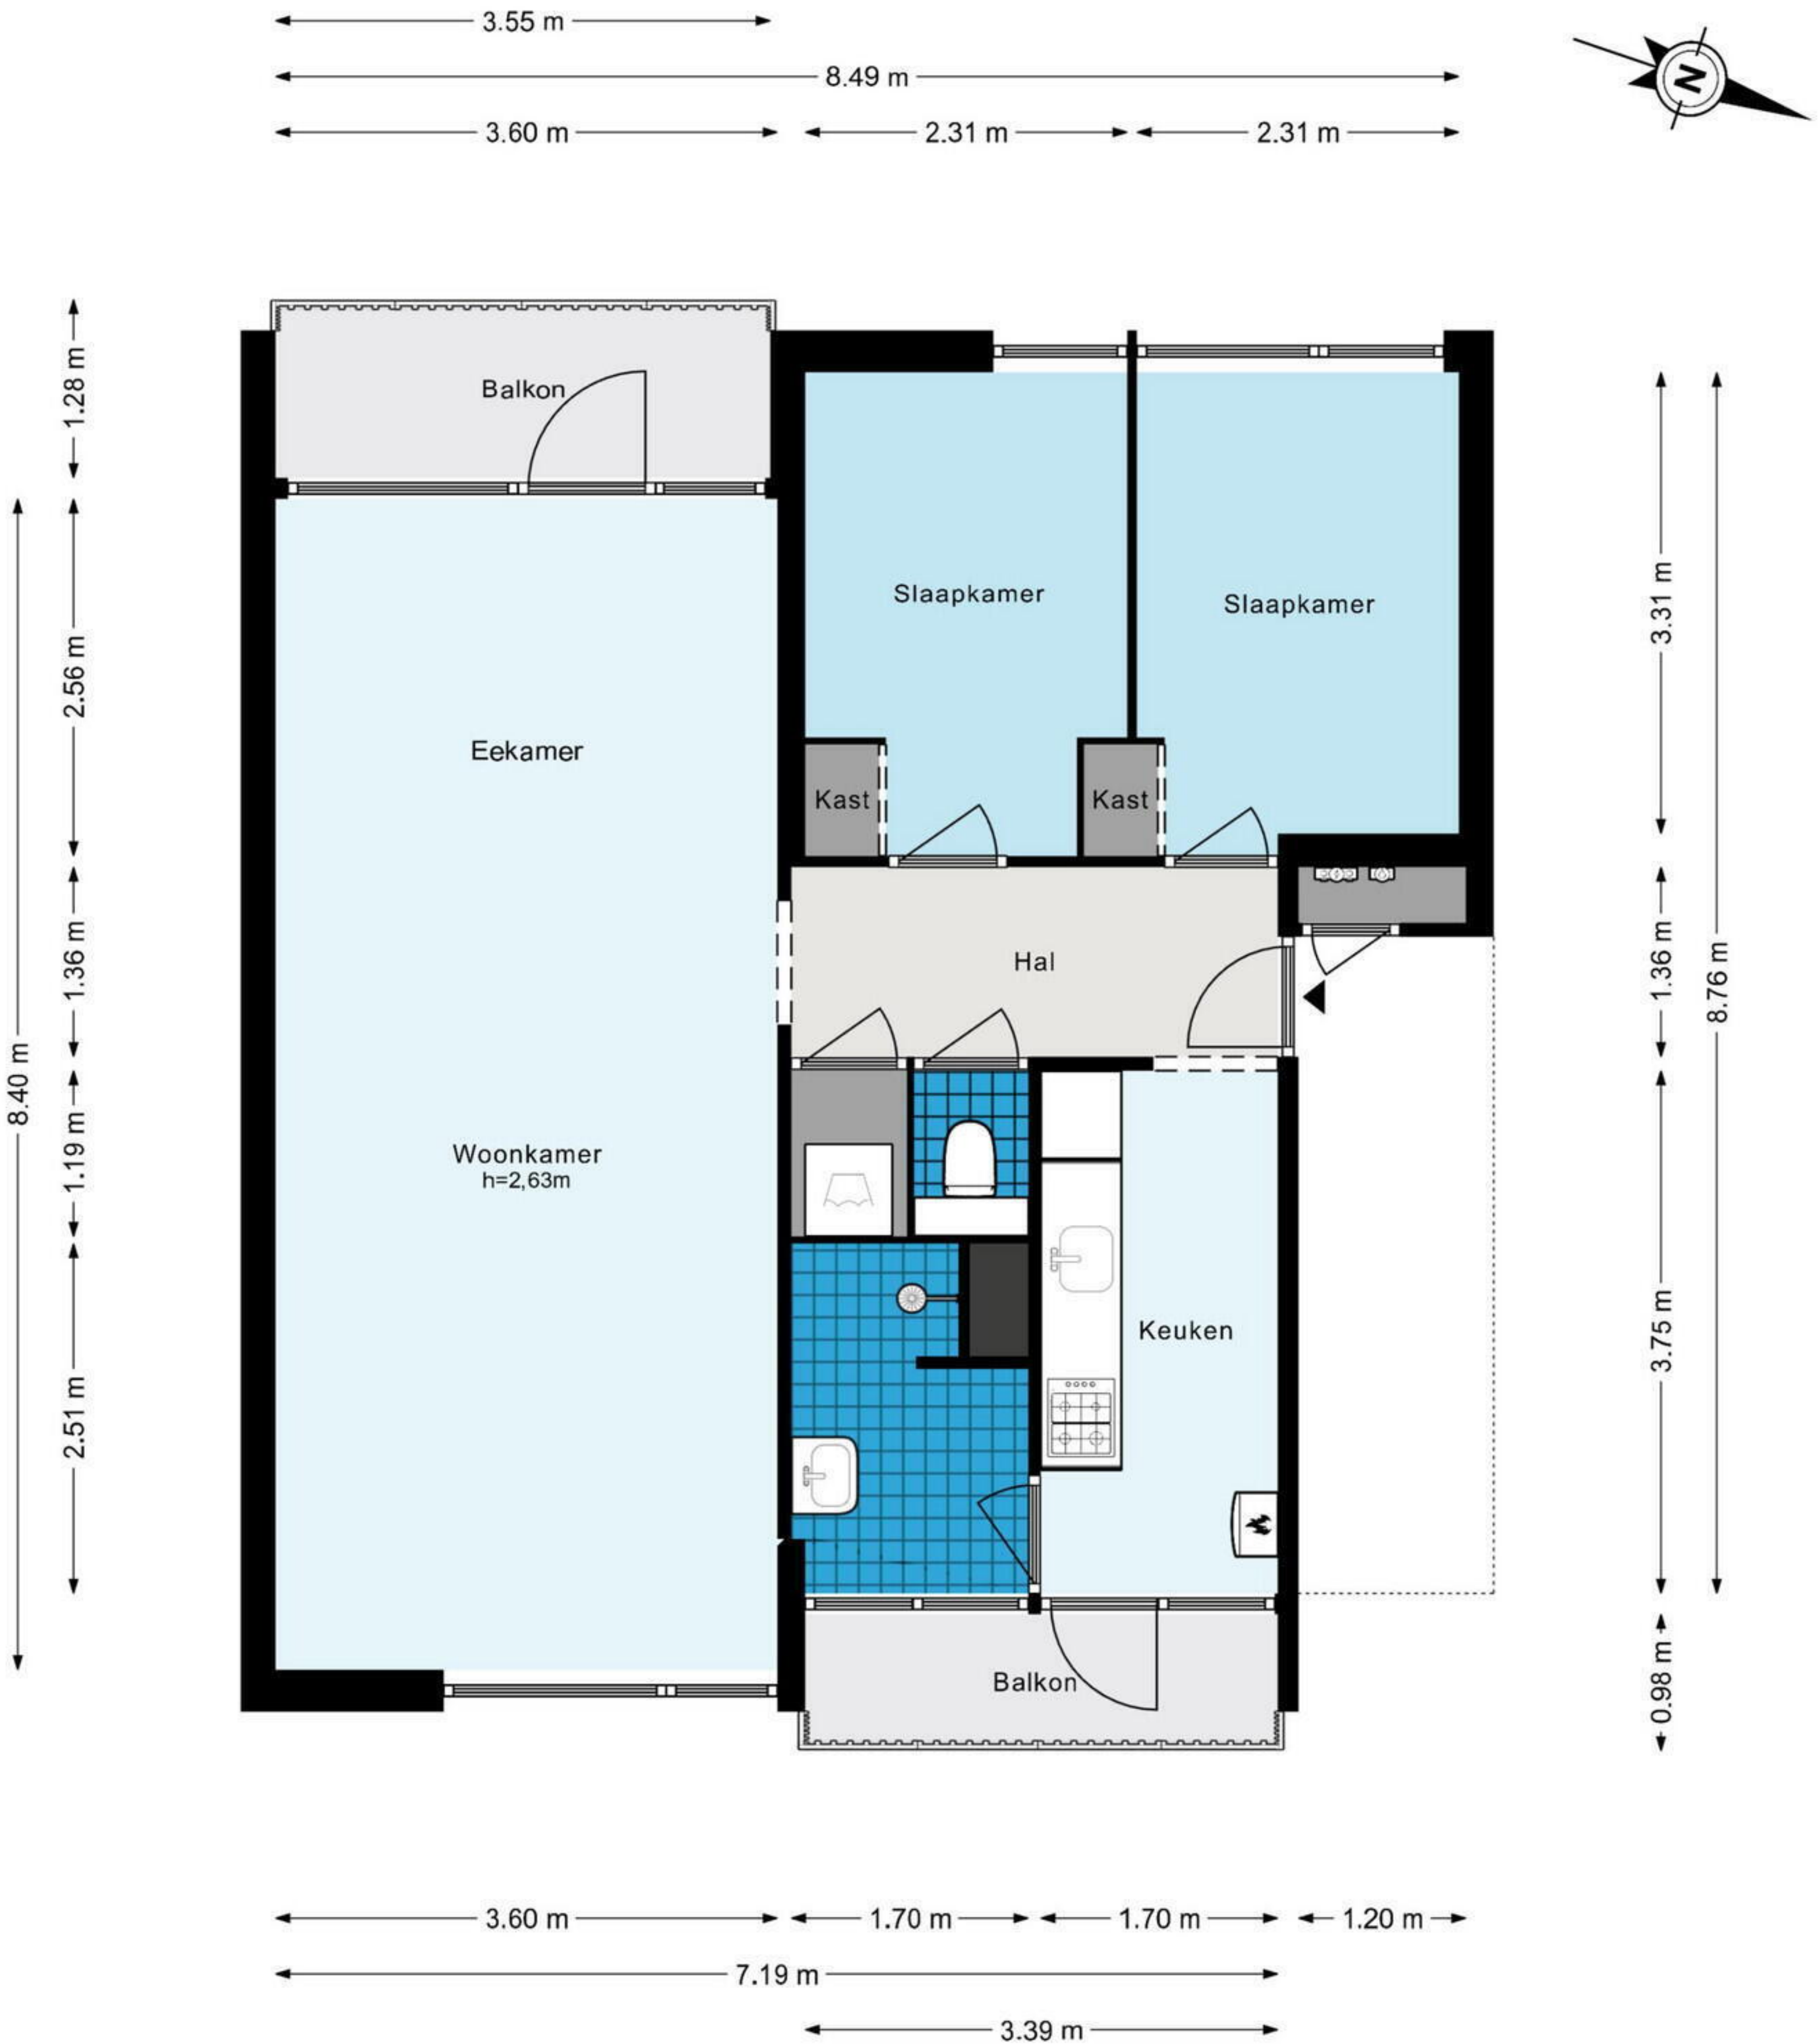 3.55 m
8.49 m
3.60 m
2.31 m
2.31 m
N
1.28 m
2.56 m
1.36 m
1.19 m
2.51 m
8.40 m
Balkon
Slaapkamer
Slaapkamer
Eekamer
Kast
Kast
Hal
Woonkamer
h=2,63m
Keuken
Balkon
3.31 m
1.36 m
3.75 m
0.98 m
8.76 m
3.60 m
1.70 m
1.70 m
1.20 m
7.19 m
3.39 m